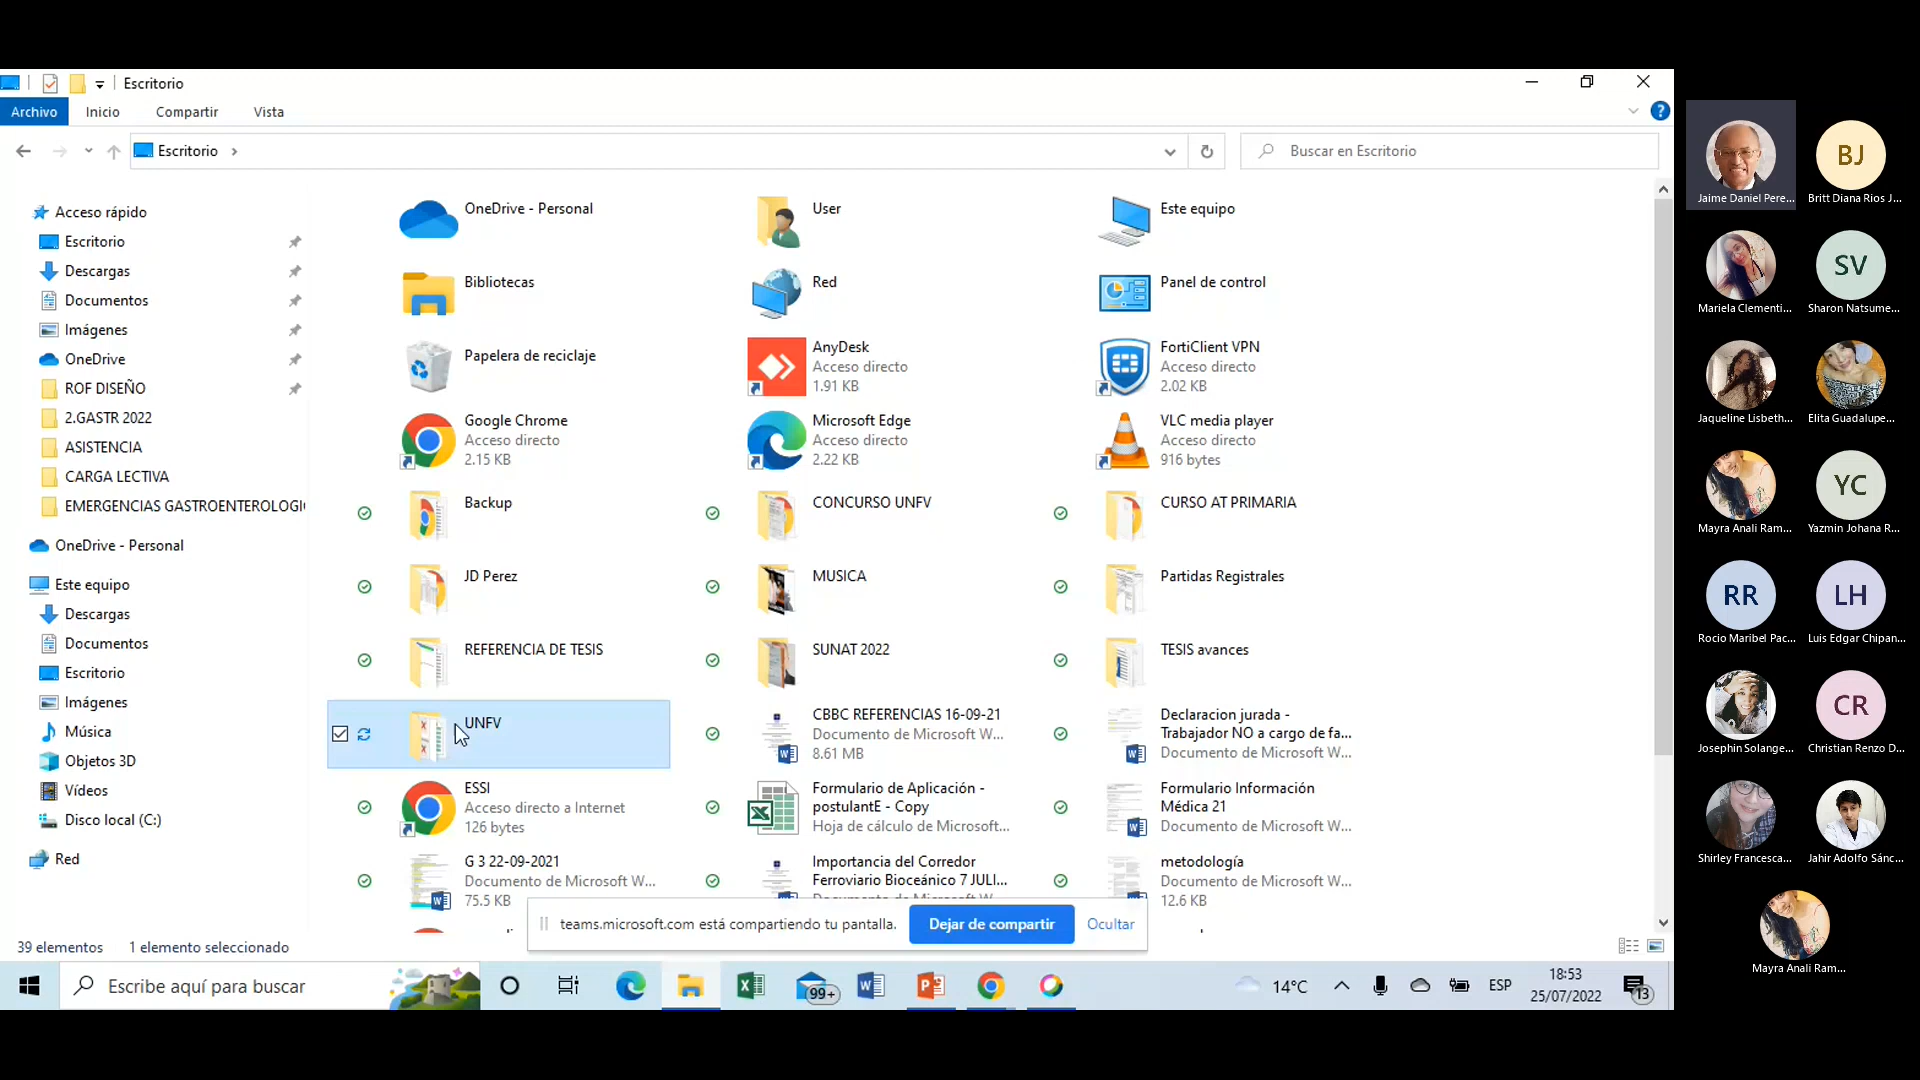 Escritorio
Archivo
Inicio
Compartir
Vista
Escritorio
Buscar en Escritorio
Acceso rápido
Escritorio
Descargas
Documentos
Imágenes
OneDrive
ROF DISEÑO
2.GASTR 2022
ASISTENCIA
CARGA LECTIVA
EMERGENCIAS GASTROENTEROLOGI
OneDrive - Personal
Este equipo
Descargas
Documentos
Escritorio
Imágenes
Música
Objetos 3D
Vídeos
Disco local (C:)
Red
OneDrive - Personal
User
Este equipo
Bibliotecas
Red
Panel de control
Papelera de reciclaje
AnyDesk
Acceso directo
1.91 KB
FortiClient VPN
Acceso directo
2.02 KB
Google Chrome
Acceso directo
2.15 KB
Microsoft Edge
Acceso directo
2.22 KB
VLC media player
Acceso directo
916 bytes
Backup
CONCURSO UNFV
CURSO AT PRIMARIA
JD Perez
MUSICA
Partidas Registrales
REFERENCIA DE TESIS
SUNAT 2022
TESIS avances
UNFV
CBBC REFERENCIAS 16-09-21
Documento de Microsoft W...
8.61 MB
Declaracion jurada -
Trabajador NO a cargo de fa...
Documento de Microsoft W...
ESSI
Acceso directo a Internet
126 bytes
Formulario de Aplicación -
postulantE - Copy
Hoja de cálculo de Microsoft...
Formulario Información
Médica 21
Documento de Microsoft W...
G 3 22-09-2021
Documento de Microsoft W...
75.5 KB
Importancia del Corredor
Ferroviario Bioceánico 7 JULI...
metodología
Documento de Microsoft W...
12.6 KB
teams.microsoft.com está compartiendo tu pantalla.
Dejar de compartir
Ocultar
39 elementos
1 elemento seleccionado
Escribe aquí para buscar
99+
14°C
ESP
18:53
25/07/2022
13
Jaime Daniel Pere...
BJ
Britt Diana Rios J...
Mariela Clementi...
SV
Sharon Natsume...
Jaqueline Lisbeth...
Elita Guadalupe...
Mayra Anali Ram...
YC
Yazmin Johana R...
RR
Rocio Maribel Pac...
LH
Luis Edgar Chipan...
Josephin Solange...
CR
Christian Renzo D...
Shirley Francesca...
Jahir Adolfo Sánc...
Mayra Anali Ram...